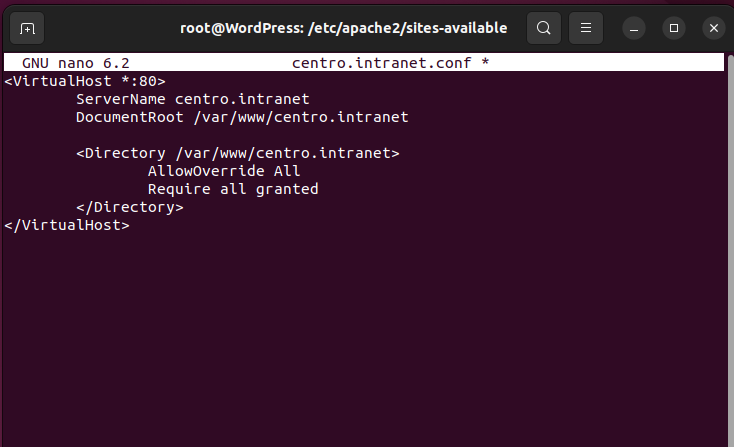 root@WordPress: /etc/apache2/sites-available
GNU nano 6.2 centro.intranet.conf *
<VirtualHost *:80>
ServerName centro.intranet
DocumentRoot /var/www/centro.intranet
<Directory /var/www/centro.intranet>
AllowOverride All
Require all granted
</Directory>
</VirtualHost>